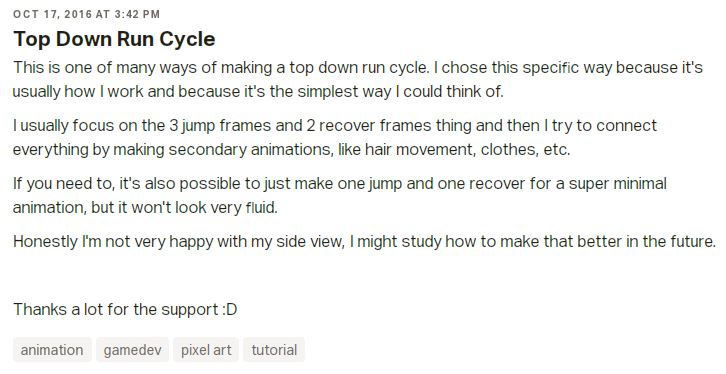 OCT 17, 2016 AT 3:42 PM
Top Down Run Cycle
This is one of many ways of making a top down run cycle. I chose this specific way because it's
usually how I work and because it's the simplest way I could think of.
I usually focus on the 3 jump frames and 2 recover frames thing and then I try to connect
everything by making secondary animations, like hair movement, clothes, etc.
If you need to, it's also possible to just make one jump and one recover for a super minimal
animation, but it won't look very fluid.
Honestly I'm not very happy with my side view, I might study how to make that better in the future.
Thanks a lot for the support :D
animation gamedev pixel art tutorial